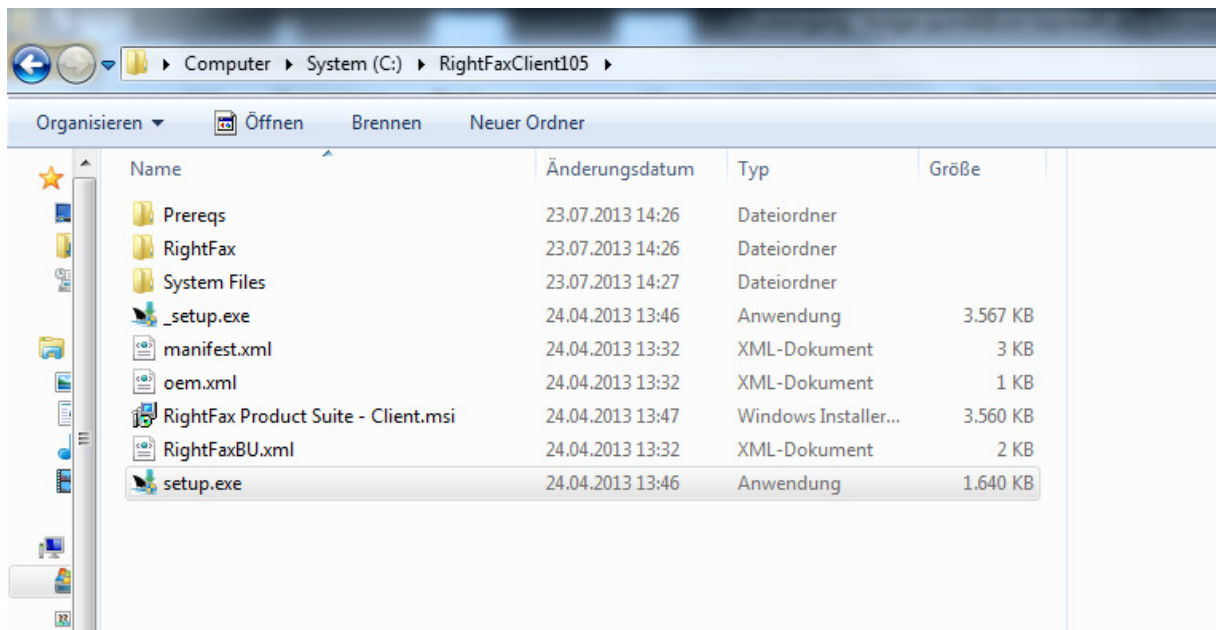 Computer System (C:) RightFaxClient105
Organisieren Öffnen Brennen Neuer Ordner
Name Änderungsdatum Typ Größe
Prereqs 23.07.2013 14:26 Dateiordner
RightFax 23.07.2013 14:26 Dateiordner
System Files 23.07.2013 14:27 Dateiordner
_setup.exe 24.04.2013 13:46 Anwendung 3.567 KB
manifest.xml 24.04.2013 13:32 XML-Dokument 3 KB
oem.xml 24.04.2013 13:32 XML-Dokument 1 KB
RightFax Product Suite - Client.msi 24.04.2013 13:47 Windows Installer... 3.560 KB
RightFaxBU.xml 24.04.2013 13:32 XML-Dokument 2 KB
setup.exe 24.04.2013 13:46 Anwendung 1.640 KB